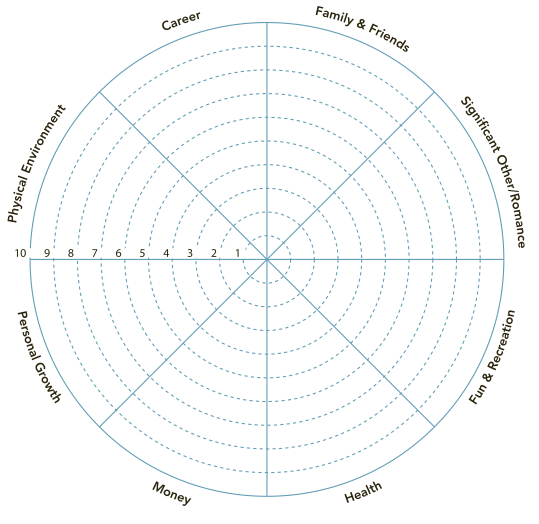 Career
Family & Friends
Significant Other/Romance
Fun & Recreation
Health
Money
Personal Growth
Physical Environment
10 9 8 7 6 5 4 3 2 1